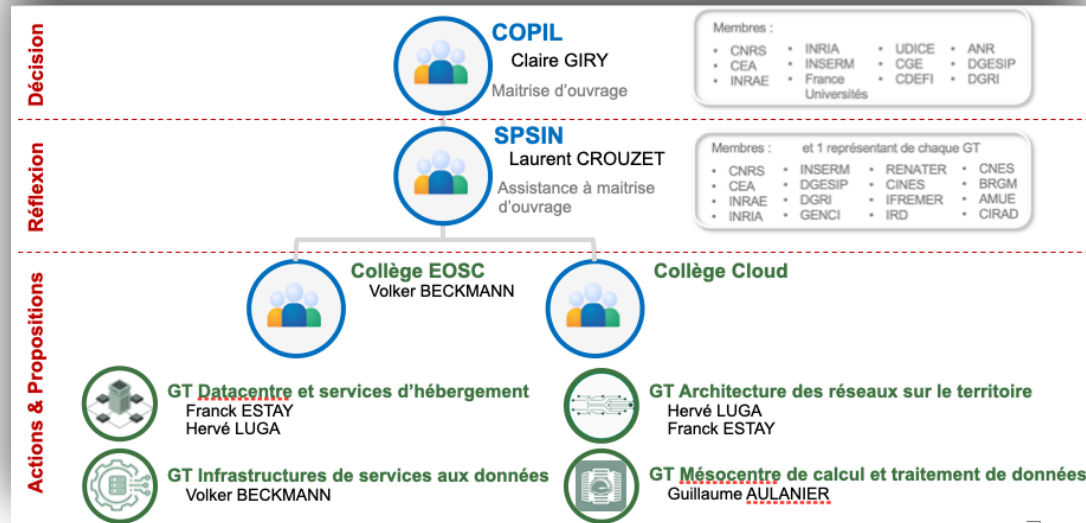 Décision
COPIL
Claire GIRY
Maitrise d'ouvrage
Membres :
• CNRS
• CEA
• INRAE
• INRIA
• INSERM
• France
Universités
• UDICE
• CGE
• CDEFI
• ANR
• DGESIP
• DGRI
Réflexion
SPSIN
Laurent CROUZET
Assistance à maitrise
d'ouvrage
Membres : et 1 représentant de chaque GT
• CNRS
• CEA
• INRAE
• INRIA
• INSERM
• DGESIP
• DGRI
• GENCI
• RENATER
• CINES
• IFREMER
• IRD
• CNES
• BRGM
• AMUE
• CIRAD
Actions & Propositions
Collège EOSC
Volker BECKMANN
Collège Cloud
GT Datacentre et services d'hébergement
Franck ESTAY
Hervé LUGA
GT Architecture des réseaux sur le territoire
Hervé LUGA
Franck ESTAY
GT Infrastructures de services aux données
Volker BECKMANN
GT Mésocentre de calcul et traitement de données
Guillaume AULANIER